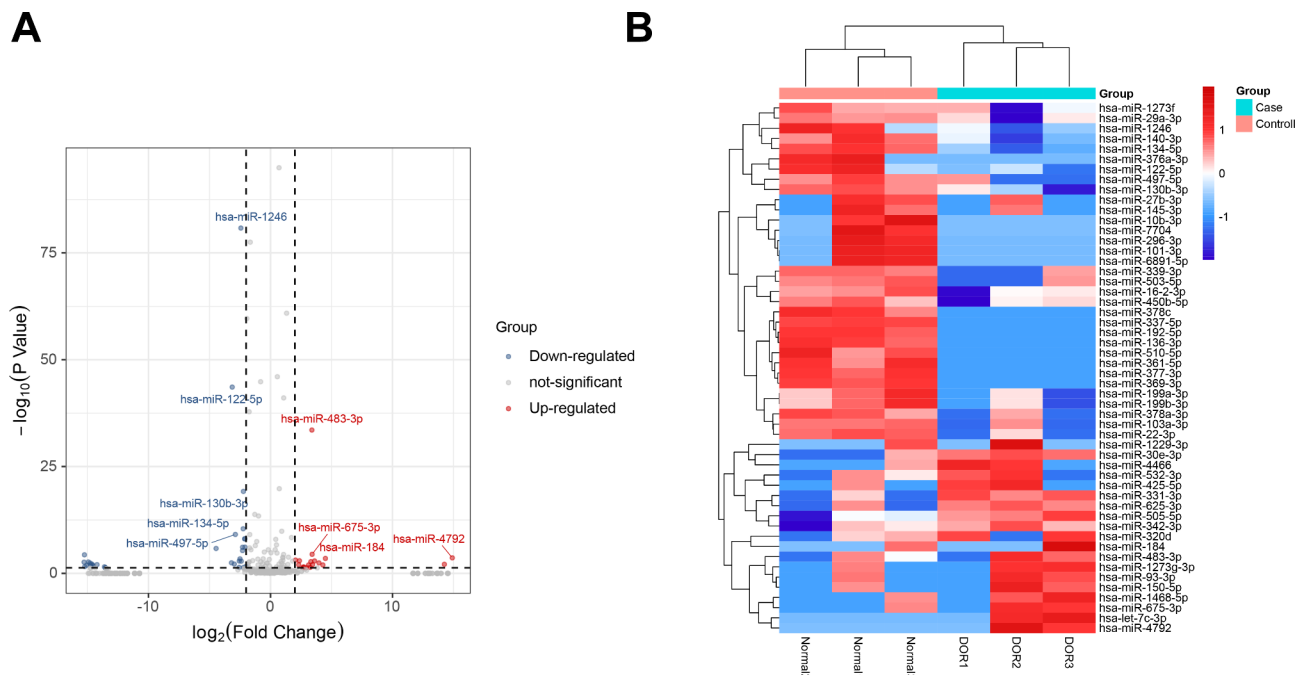 A
B
hsa-miR-1246
hsa-miR-122-5p
hsa-miR-483-3p
hsa-miR-130b-3p
hsa-miR-134-5p
hsa-miR-497-5p
hsa-miR-675-3p
hsa-miR-184
hsa-miR-4792
75
50
25
0
-10
0
10
−log10(P Value)
log2(Fold Change)
Group
Down-regulated
not-significant
Up-regulated
Group
hsa-miR-1273f
hsa-miR-29a-3p
hsa-miR-1246
hsa-miR-140-3p
hsa-miR-134-5p
hsa-miR-376a-3p
hsa-miR-122-5p
hsa-miR-497-5p
hsa-miR-130b-3p
hsa-miR-27b-3p
hsa-miR-145-3p
hsa-miR-10b-3p
hsa-miR-7704
hsa-miR-296-3p
hsa-miR-101-3p
hsa-miR-6891-5p
hsa-miR-339-3p
hsa-miR-503-5p
hsa-miR-16-2-3p
hsa-miR-450b-5p
hsa-miR-378c
hsa-miR-337-5p
hsa-miR-192-5p
hsa-miR-136-3p
hsa-miR-510-5p
hsa-miR-361-5p
hsa-miR-377-3p
hsa-miR-369-3p
hsa-miR-199a-3p
hsa-miR-199b-3p
hsa-miR-378a-3p
hsa-miR-103a-3p
hsa-miR-22-3p
hsa-miR-1229-3p
hsa-miR-30e-3p
hsa-miR-4466
hsa-miR-532-3p
hsa-miR-425-5p
hsa-miR-331-3p
hsa-miR-625-3p
hsa-miR-505-5p
hsa-miR-342-3p
hsa-miR-320d
hsa-miR-184
hsa-miR-483-3p
hsa-miR-1273g-3p
hsa-miR-93-3p
hsa-miR-150-5p
hsa-miR-1468-5p
hsa-miR-675-3p
hsa-let-7c-3p
hsa-miR-4792
DOR1
DOR2
DOR3
1
0
-1
Group
Case
Controll